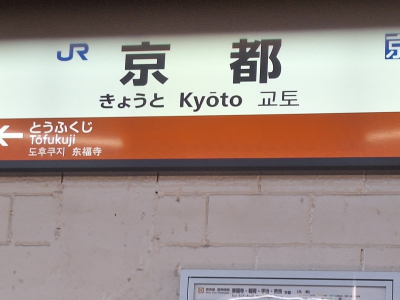 JR 京都
きょうと Kyōto 교토
とうふくじ
Tōfukuji
도후쿠지 东福寺